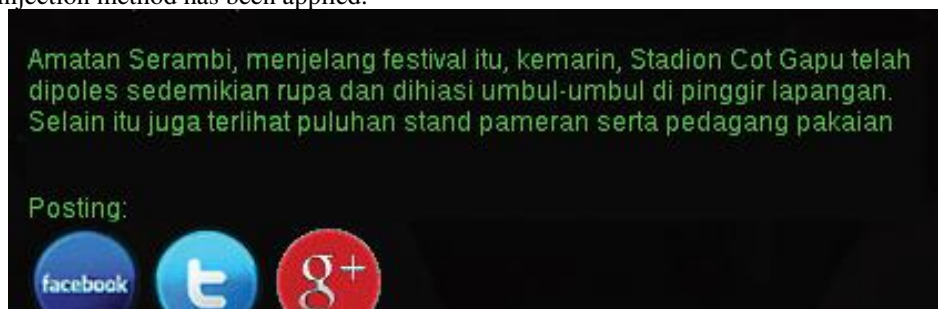 injection method has been applied.
Amatan Serambi, menjelang festival itu, kemarin, Stadion Cot Gapu telah
dipoles sedemikian rupa dan dihiasi umbul-umbul di pinggir lapangan.
Selain itu juga terlihat puluhan stand pameran serta pedagang pakaian
Posting:
facebook t g+